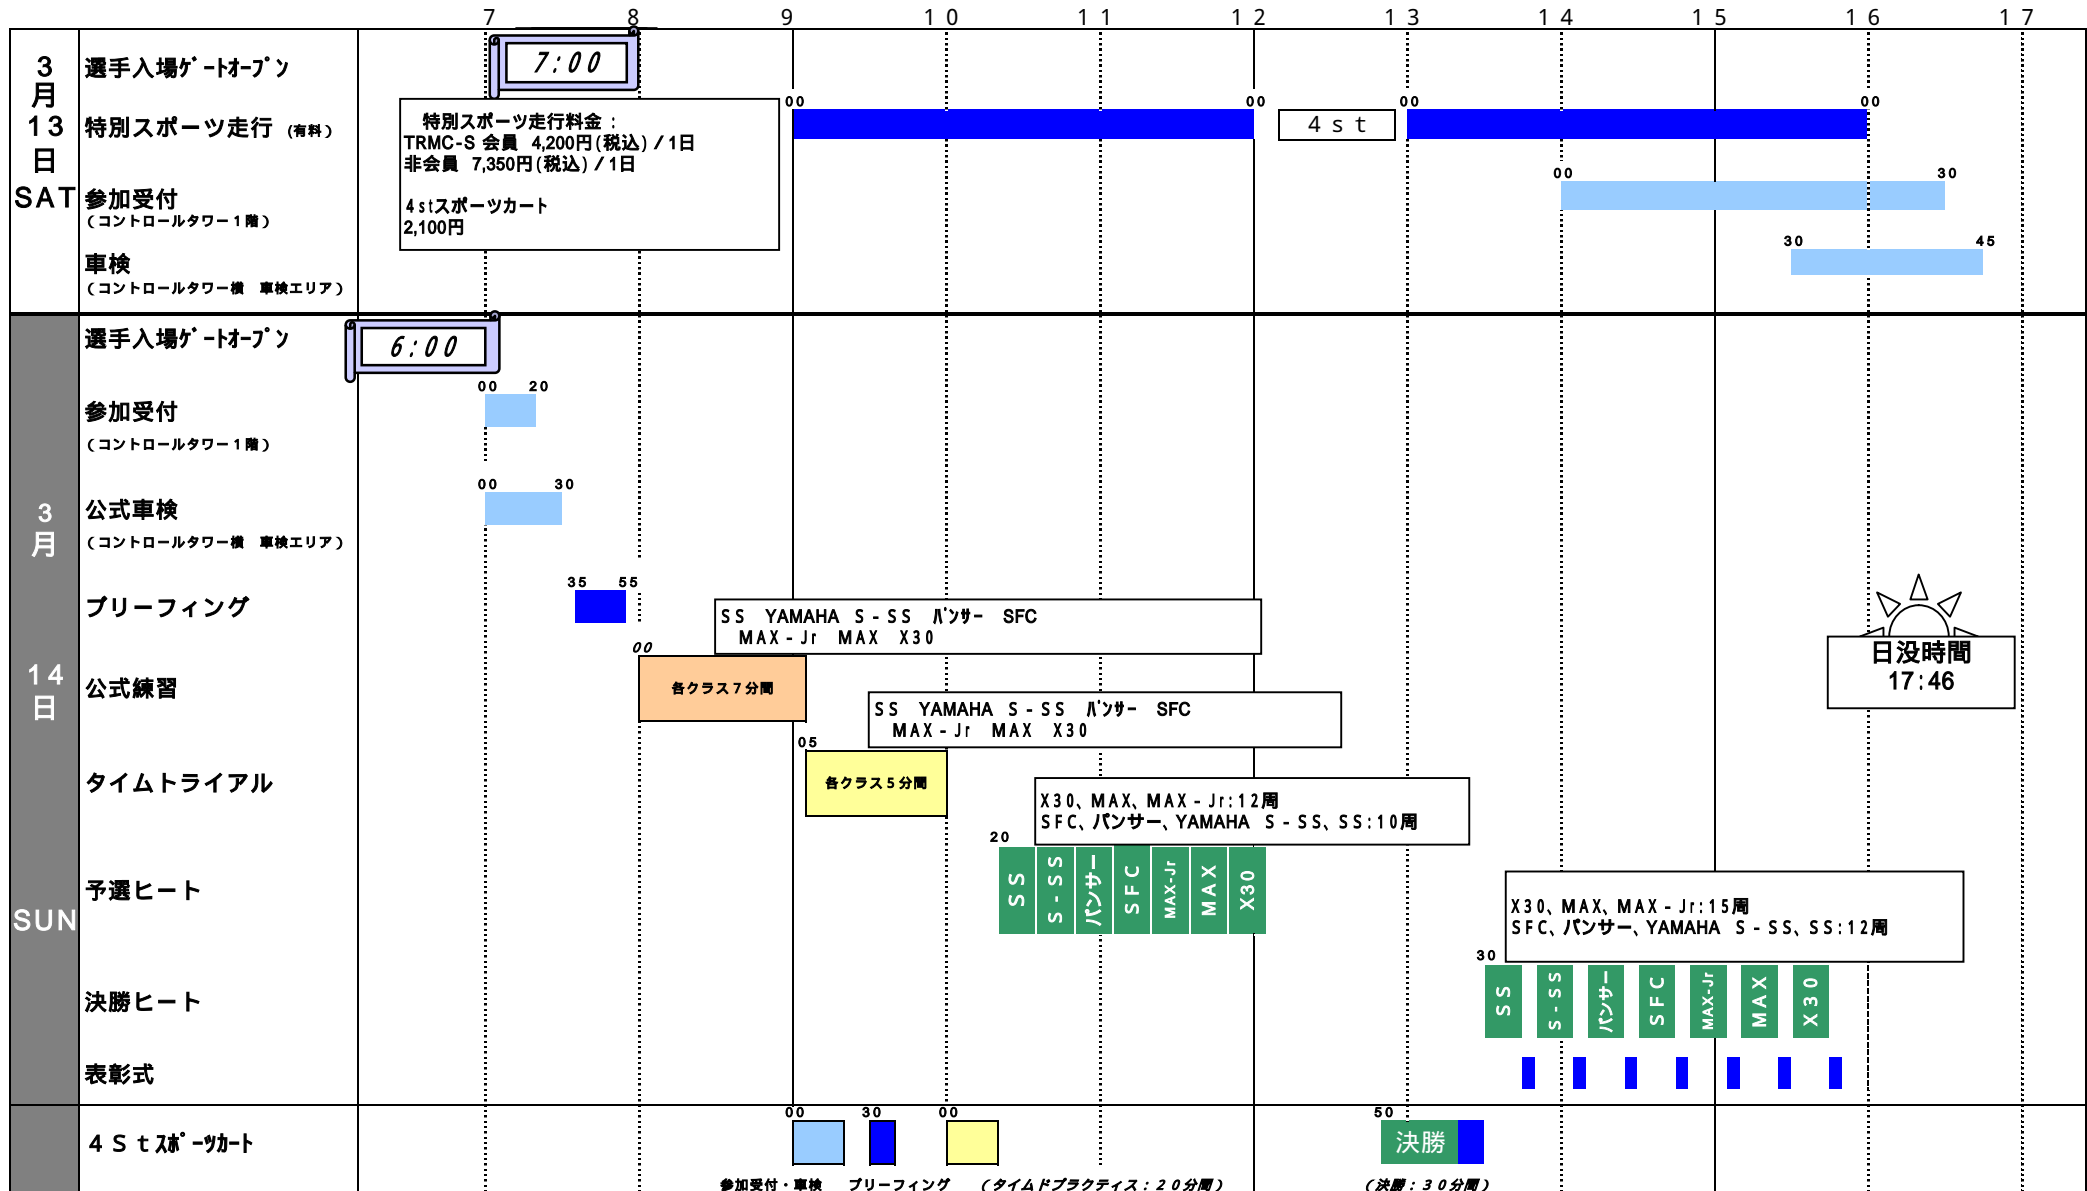 7 8 9 10 11 12 13 14 15 16 17
3
月
13
日
SAT
選手入場ｹﾞｰﾄｵｰﾌﾟﾝ
7:00
特別スポーツ走行 (有料)
00 00 00 00
4st
特別スポーツ走行料金:
TRMC-S 会員 4,200円(税込)/1日
非会員 7,350円(税込)/1日
4stスポーツカート
2,100円
参加受付
(コントロールタワー1階)
00 30
車検
(コントロールタワー横 車検エリア)
30 45
3
月
14
日
SUN
選手入場ｹﾞｰﾄｵｰﾌﾟﾝ
6:00
参加受付
(コントロールタワー1階)
00 20
公式車検
(コントロールタワー横 車検エリア)
00 30
ブリーフィング
35 55
SS YAMAHA S-SS ﾊﾟﾝｻｰ SFC
MAX-Jr MAX X30
公式練習
00
各クラス7分間
日没時間
17:46
SS YAMAHA S-SS ﾊﾟﾝｻｰ SFC
MAX-Jr MAX X30
タイムトライアル
05
各クラス5分間
X30、MAX、MAX-Jr:12周
SFC、パンサー、YAMAHA S-SS、SS:10周
予選ヒート
20
SS
S-SS
パンサー
SFC
MAX-Jr
MAX
X30
X30、MAX、MAX-Jr:15周
SFC、パンサー、YAMAHA S-SS、SS:12周
決勝ヒート
30
SS
S-SS
パンサー
SFC
MAX-Jr
MAX
X30
表彰式
4Stｽﾎﾟｰﾂｶｰﾄ
00 30 00 50
決勝
参加受付・車検 ブリーフィング (タイムドプラクティス:20分間) (決勝:30分間)